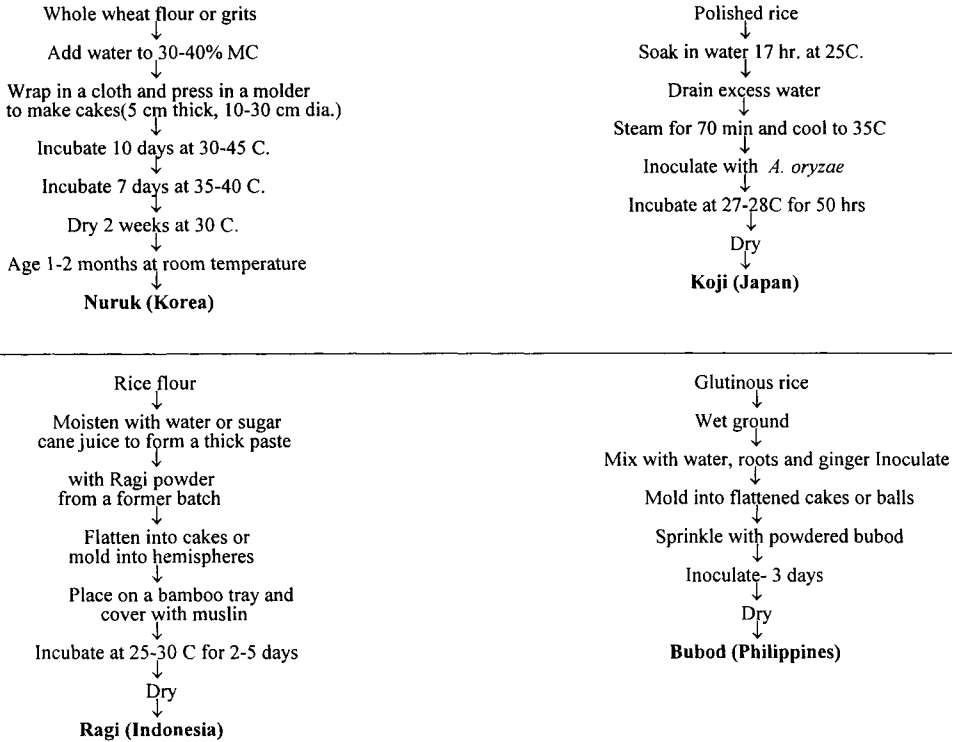 Whole wheat flour or grits
Add water to 30-40% MC
Wrap in a cloth and press in a molder
to make cakes(5 cm thick, 10-30 cm dia.)
Incubate 10 days at 30-45 C.
Incubate 7 days at 35-40 C.
Dry 2 weeks at 30 C.
Age 1-2 months at room temperature
Nuruk (Korea)
Polished rice
Soak in water 17 hr. at 25C.
Drain excess water
Steam for 70 min and cool to 35C
Inoculate with A. oryzae
Incubate at 27-28C for 50 hrs
Dry
Koji (Japan)
Rice flour
Moisten with water or sugar
cane juice to form a thick paste
with Ragi powder
from a former batch
Flatten into cakes or
mold into hemispheres
Place on a bamboo tray and
cover with muslin
Incubate at 25-30 C for 2-5 days
Dry
Ragi (Indonesia)
Glutinous rice
Wet ground
Mix with water, roots and ginger Inoculate
Mold into flattened cakes or balls
Sprinkle with powdered bubod
Inoculate- 3 days
Dry
Bubod (Philippines)